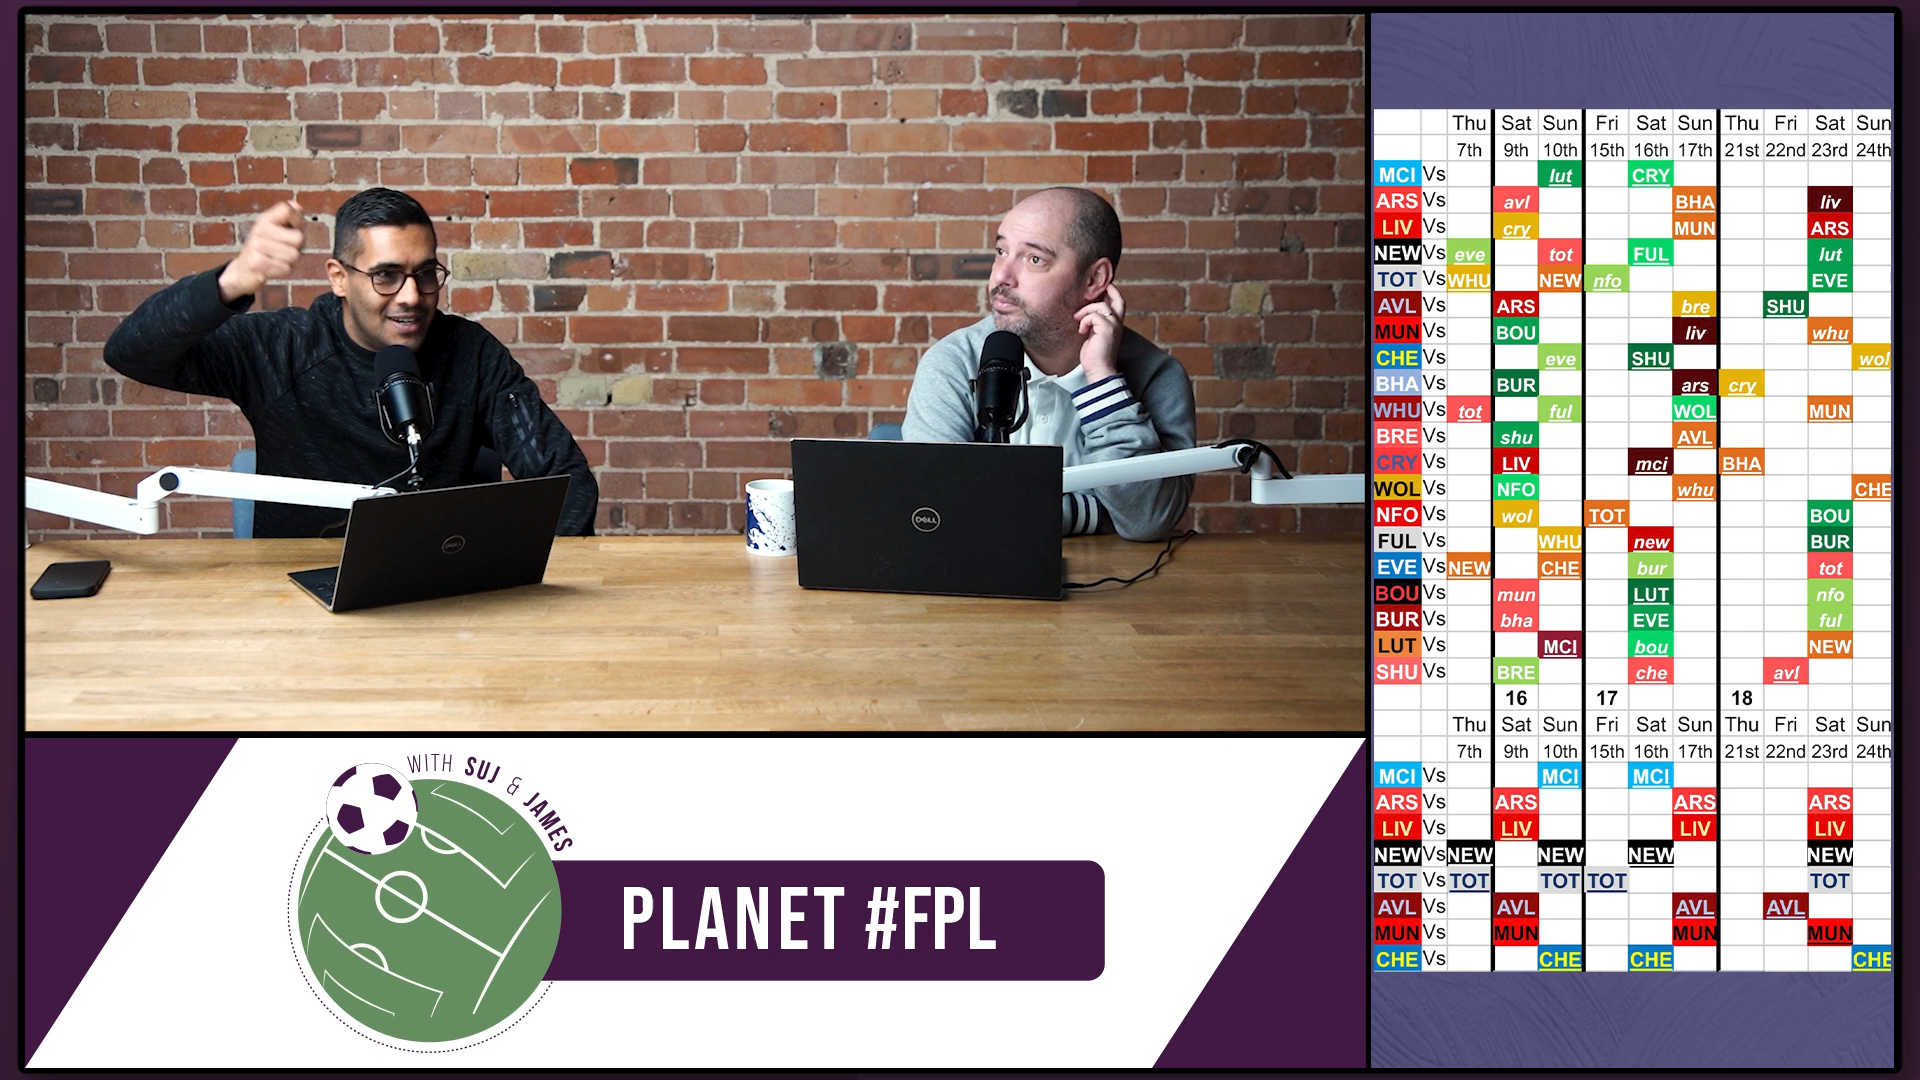 Thu Sat Sun Fri Sat Sun Thu Fri Sat Sun
7th 9th 10th 15th 16th 17th 21st 22nd 23rd 24th
MCI Vs lut CRY
ARS Vs avl BHA liv
LIV Vs cry MUN ARS
NEW Vs eve tot FUL lut
TOT Vs WHU NEW nfo EVE
AVL Vs ARS bre SHU
MUN Vs BOU liv whu
CHE Vs eve SHU wol
BHA Vs BUR ars cry
WHU Vs tot ful WOL MUN
BRE Vs shu AVL
CRY Vs LIV mci BHA
WOL Vs NFO whu CHE
NFO Vs wol TOT BOU
FUL Vs WHU new BUR
EVE Vs NEW CHE bur tot
BOU Vs mun LUT nfo
BUR Vs bha EVE ful
LUT Vs MCI bou NEW
SHU Vs BRE che avl
16 17 18
Thu Sat Sun Fri Sat Sun Thu Fri Sat Sun
7th 9th 10th 15th 16th 17th 21st 22nd 23rd 24th
MCI Vs MCI MCI
ARS Vs ARS ARS ARS
LIV Vs LIV LIV LIV
NEW Vs NEW NEW NEW NEW
TOT Vs TOT TOT TOT TOT
AVL Vs AVL AVL AVL
MUN Vs MUN MUN MUN
CHE Vs CHE CHE CHE
DELL
DELL
WITH SUJ & JAMES
PLANET #FPL